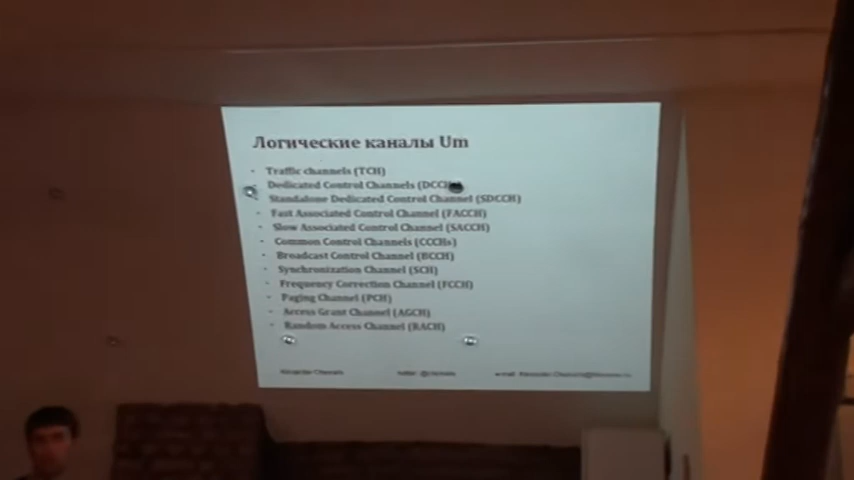 Логические каналы Um
Traffic channels (TCH)
Dedicated Control Channels (DCCH
Standalone Dedicated Control Channel (SDCCH)
Fast Associated Control Channel (FACCH)
Slow Associated Control Channel (SACCH)
Common Control Channels (CCCHs)
Broadcast Control Channel (BCCH)
Synchronization Channel (SCH)
Frequency Correction Channel (FCCH)
Paging Channel (PCH)
Access Grant Channel (AGCH)
Random Access Channel (RACH)